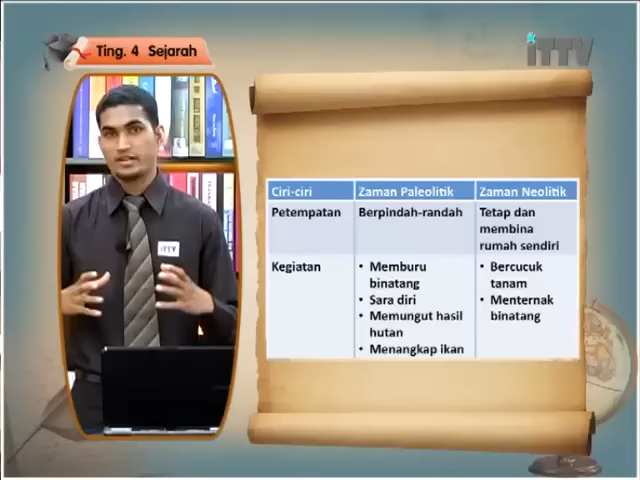 Ting. 4 Sejarah
iTTV
iTTV
Ciri-ciri Zaman Paleolitik Zaman Neolitik
Petempatan Berpindah-randah Tetap dan
membina
rumah sendiri
Kegiatan • Memburu
binatang
• Sara diri
• Memungut hasil
hutan
• Menangkap ikan
• Bercucuk
tanam
• Menternak
binatang